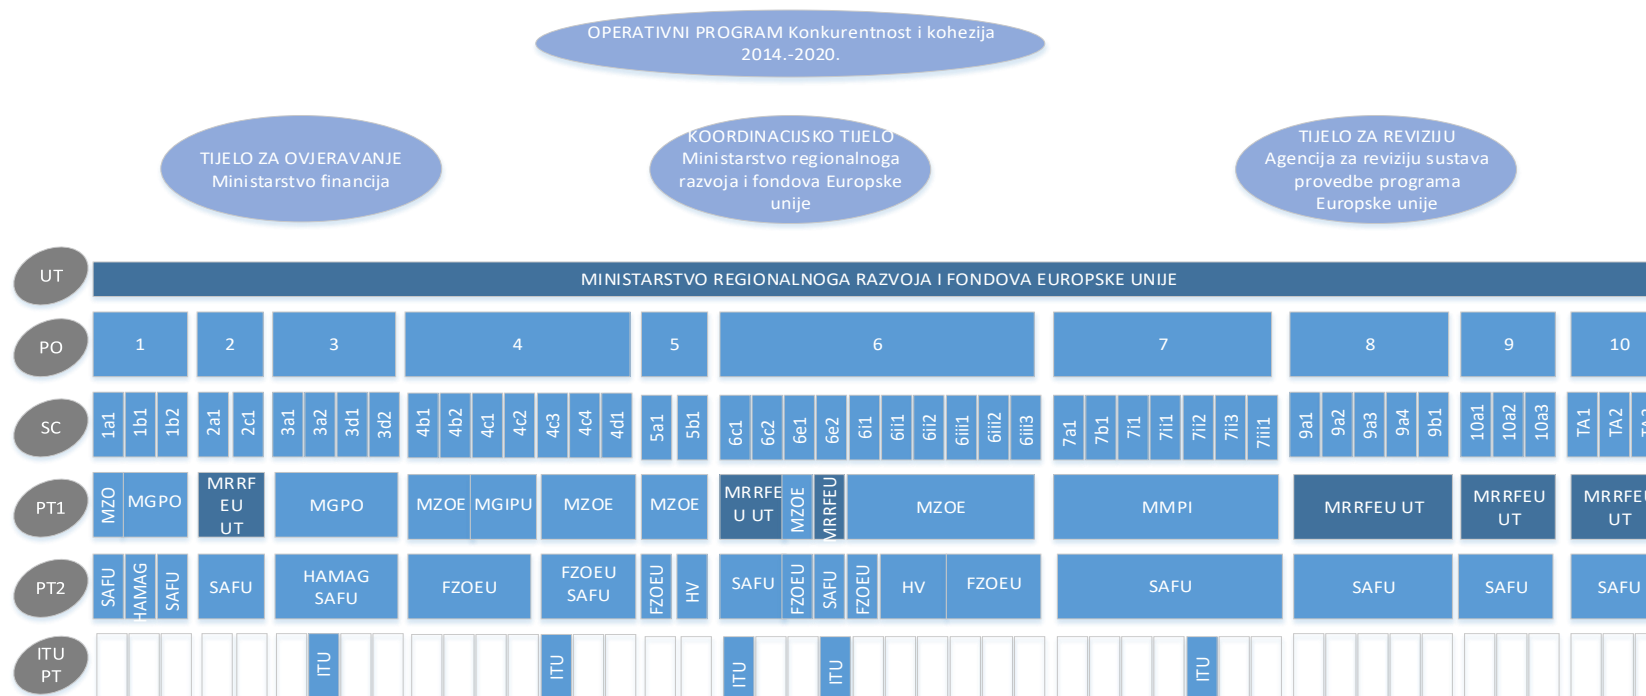 OPERATIVNI PROGRAM Konkurentnost i kohezija
2014.-2020.
TIJELO ZA OVJERAVANJE
Ministarstvo financija
KOORDINACIJSKO TIJELO
Ministarstvo regionalnoga
razvoja i fondova Europske
unije
TIJELO ZA REVIZIJU
Agencija za reviziju sustava
provedbe programa
Europske unije
UT
MINISTARSTVO REGIONALNOGA RAZVOJA I FONDOVA EUROPSKE UNIJE
PO
1
2
3
4
5
6
7
8
9
10
SC
1a1
1b1
1b2
2a1
2c1
3a1
3a2
3d1
3d2
4b1
4b2
4c1
4c2
4c3
4c4
4d1
5a1
5b1
6c1
6c2
6e1
6e2
6i1
6ii1
6ii2
6iii1
6iii2
6iii3
7a1
7b1
7i1
7ii1
7ii2
7ii3
7iii1
9a1
9a2
9a3
9a4
9b1
10a1
10a2
10a3
TA1
TA2
PT1
MZO
MGPO
MRRF
EU
UT
MGPO
MZOE
MGIPU
MZOE
MZOE
MRRFE
U UT
MZOE
MRRFEU
MZOE
MMPI
MRRFEU UT
MRRFEU
UT
MRRFEU
UT
PT2
SAFU
HAMAG
SAFU
SAFU
HAMAG
SAFU
FZOEU
FZOEU
SAFU
FZOEU
HV
SAFU
FZOEU
SAFU
FZOEU
HV
FZOEU
SAFU
SAFU
SAFU
SAFU
ITU
PT
ITU
ITU
ITU
ITU
ITU